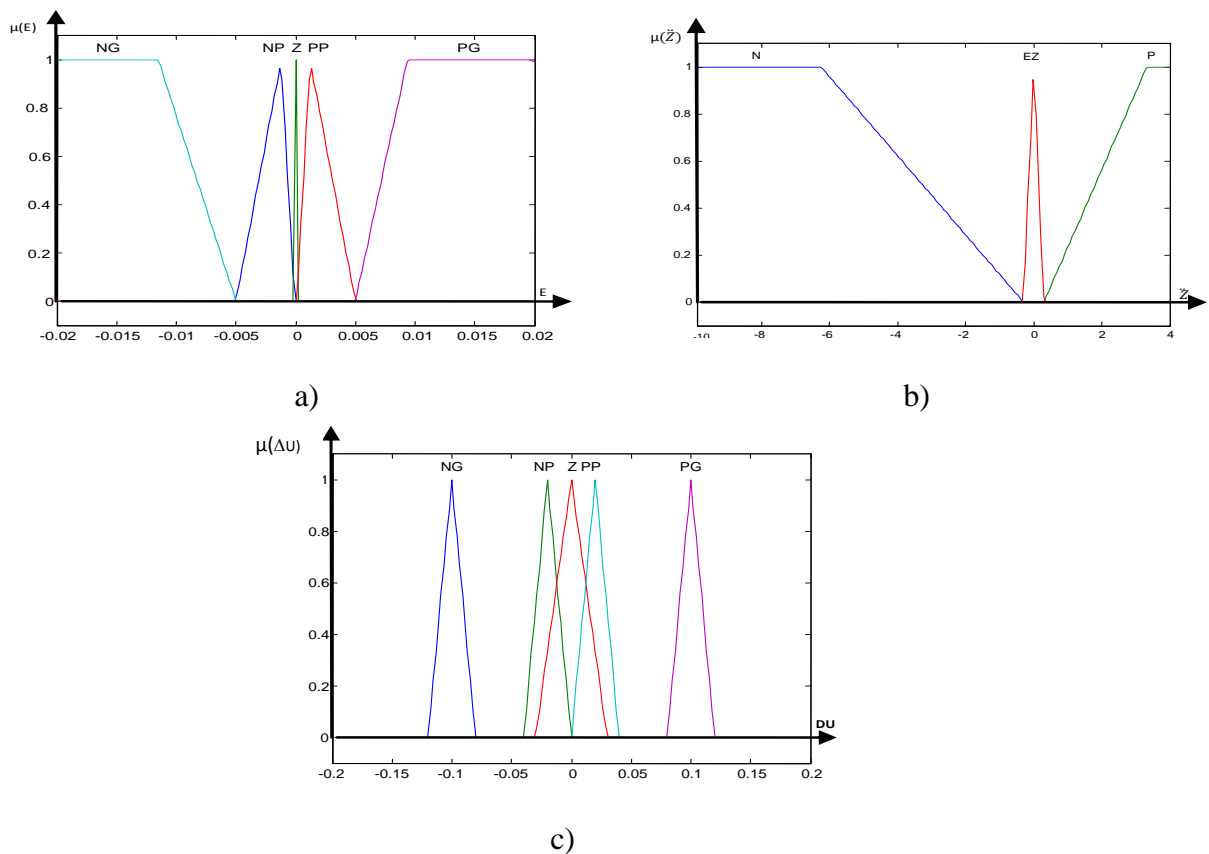 μ(E)
NG NP Z PP PG
1
0.8
0.6
0.4
0.2
0
E
-0.02 -0.015 -0.01 -0.005 0 0.005 0.01 0.015 0.02
a)
μ(Z̈)
N EZ P
1
0.8
0.6
0.4
0.2
0
Z̈
-10 -8 -6 -4 -2 0 2 4
b)
μ(ΔU)
NG NP Z PP PG
1
0.8
0.6
0.4
0.2
0
DU
-0.2 -0.15 -0.1 -0.05 0 0.05 0.1 0.15 0.2
c)